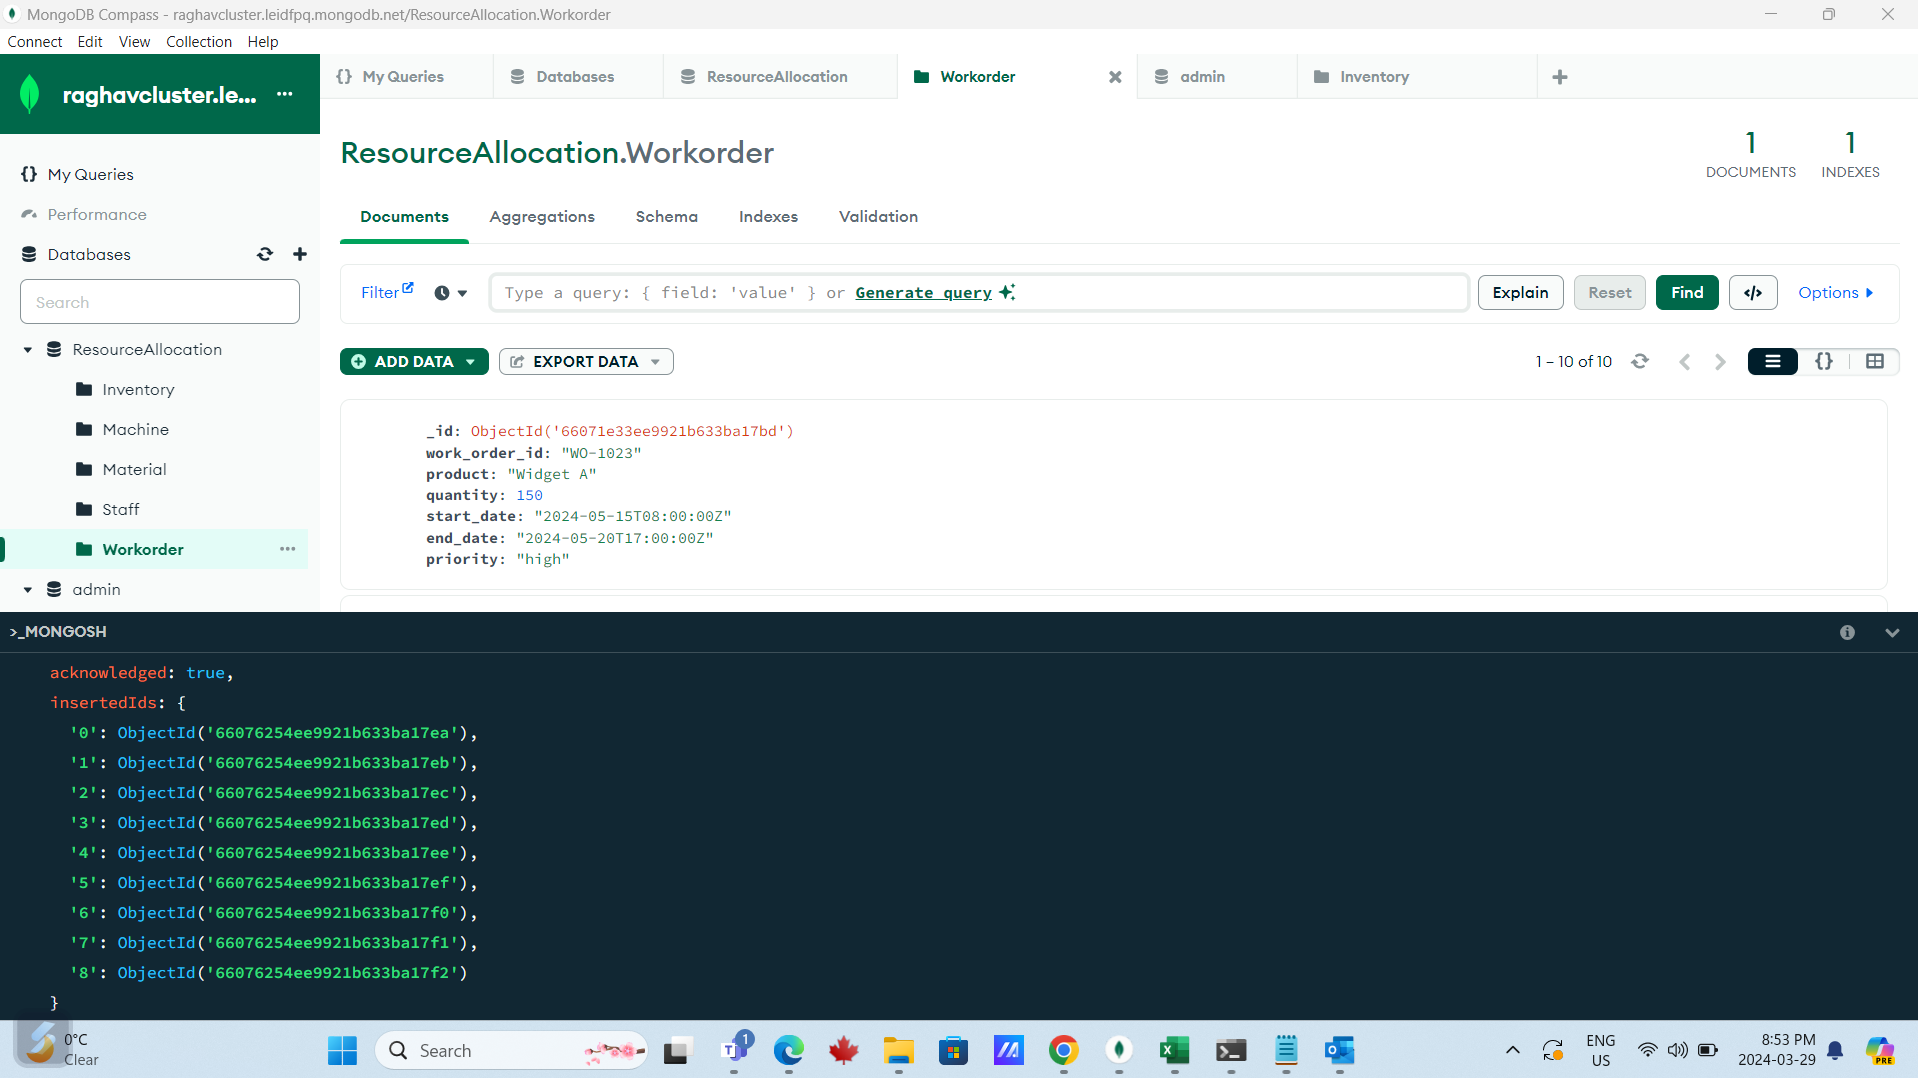 MongoDB Compass - raghavcluster.leidfpq.mongodb.net/ResourceAllocation.Workorder
Connect Edit View Collection Help
raghavcluster.le... ...
My Queries
Performance
Databases
Search
ResourceAllocation
Inventory
Machine
Material
Staff
Workorder ...
admin
{} My Queries Databases ResourceAllocation Workorder admin Inventory +
ResourceAllocation.Workorder
1 DOCUMENTS
1 INDEXES
Documents Aggregations Schema Indexes Validation
Filter Type a query: { field: 'value' } or Generate query Explain Reset Find </> Options
ADD DATA EXPORT DATA 1 – 10 of 10 {}
_id: ObjectId('66071e33ee9921b633ba17bd')
work_order_id: "WO-1023"
product: "Widget A"
quantity: 150
start_date: "2024-05-15T08:00:00Z"
end_date: "2024-05-20T17:00:00Z"
priority: "high"
>_MONGOSH
acknowledged: true,
insertedIds: {
'0': ObjectId('66076254ee9921b633ba17ea'),
'1': ObjectId('66076254ee9921b633ba17eb'),
'2': ObjectId('66076254ee9921b633ba17ec'),
'3': ObjectId('66076254ee9921b633ba17ed'),
'4': ObjectId('66076254ee9921b633ba17ee'),
'5': ObjectId('66076254ee9921b633ba17ef'),
'6': ObjectId('66076254ee9921b633ba17f0'),
'7': ObjectId('66076254ee9921b633ba17f1'),
'8': ObjectId('66076254ee9921b633ba17f2')
}
0°C
Clear
Search
1
ENG
US
8:53 PM
2024-03-29
PRE